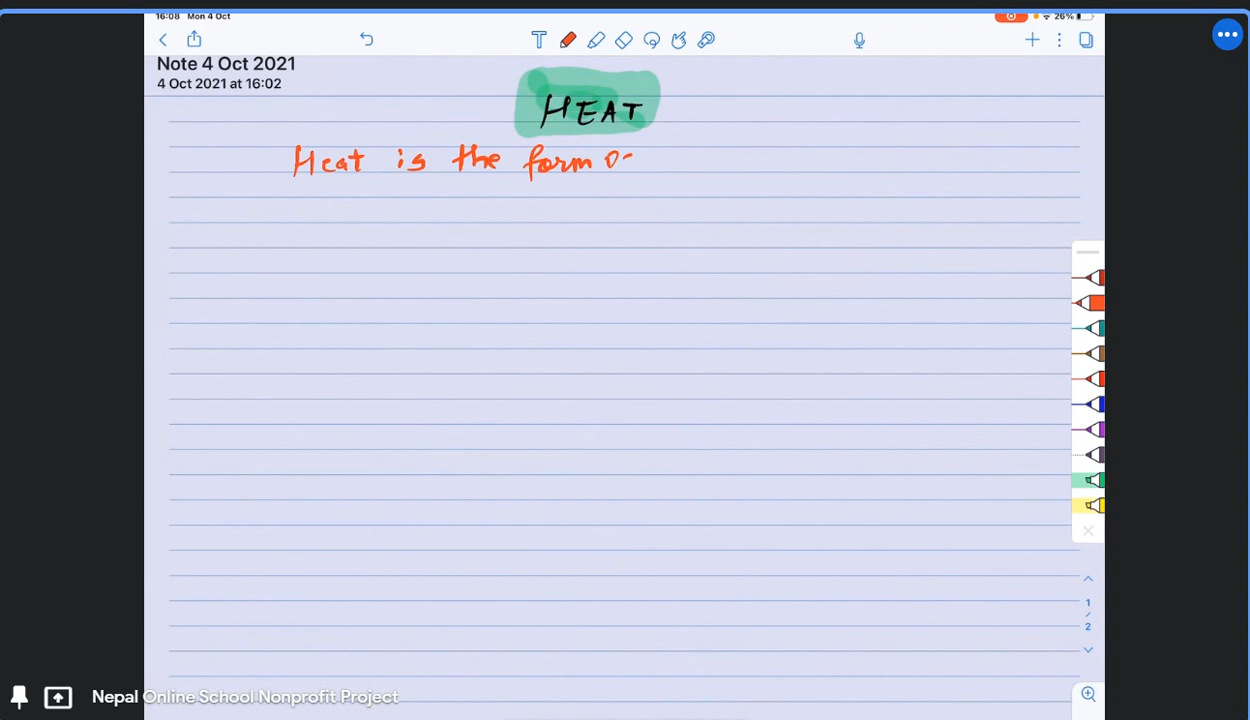 16:08 Mon 4 Oct
26%
Note 4 Oct 2021
4 Oct 2021 at 16:02
HEAT
Heat is the form
1
2
Nepal Online School Nonprofit Project